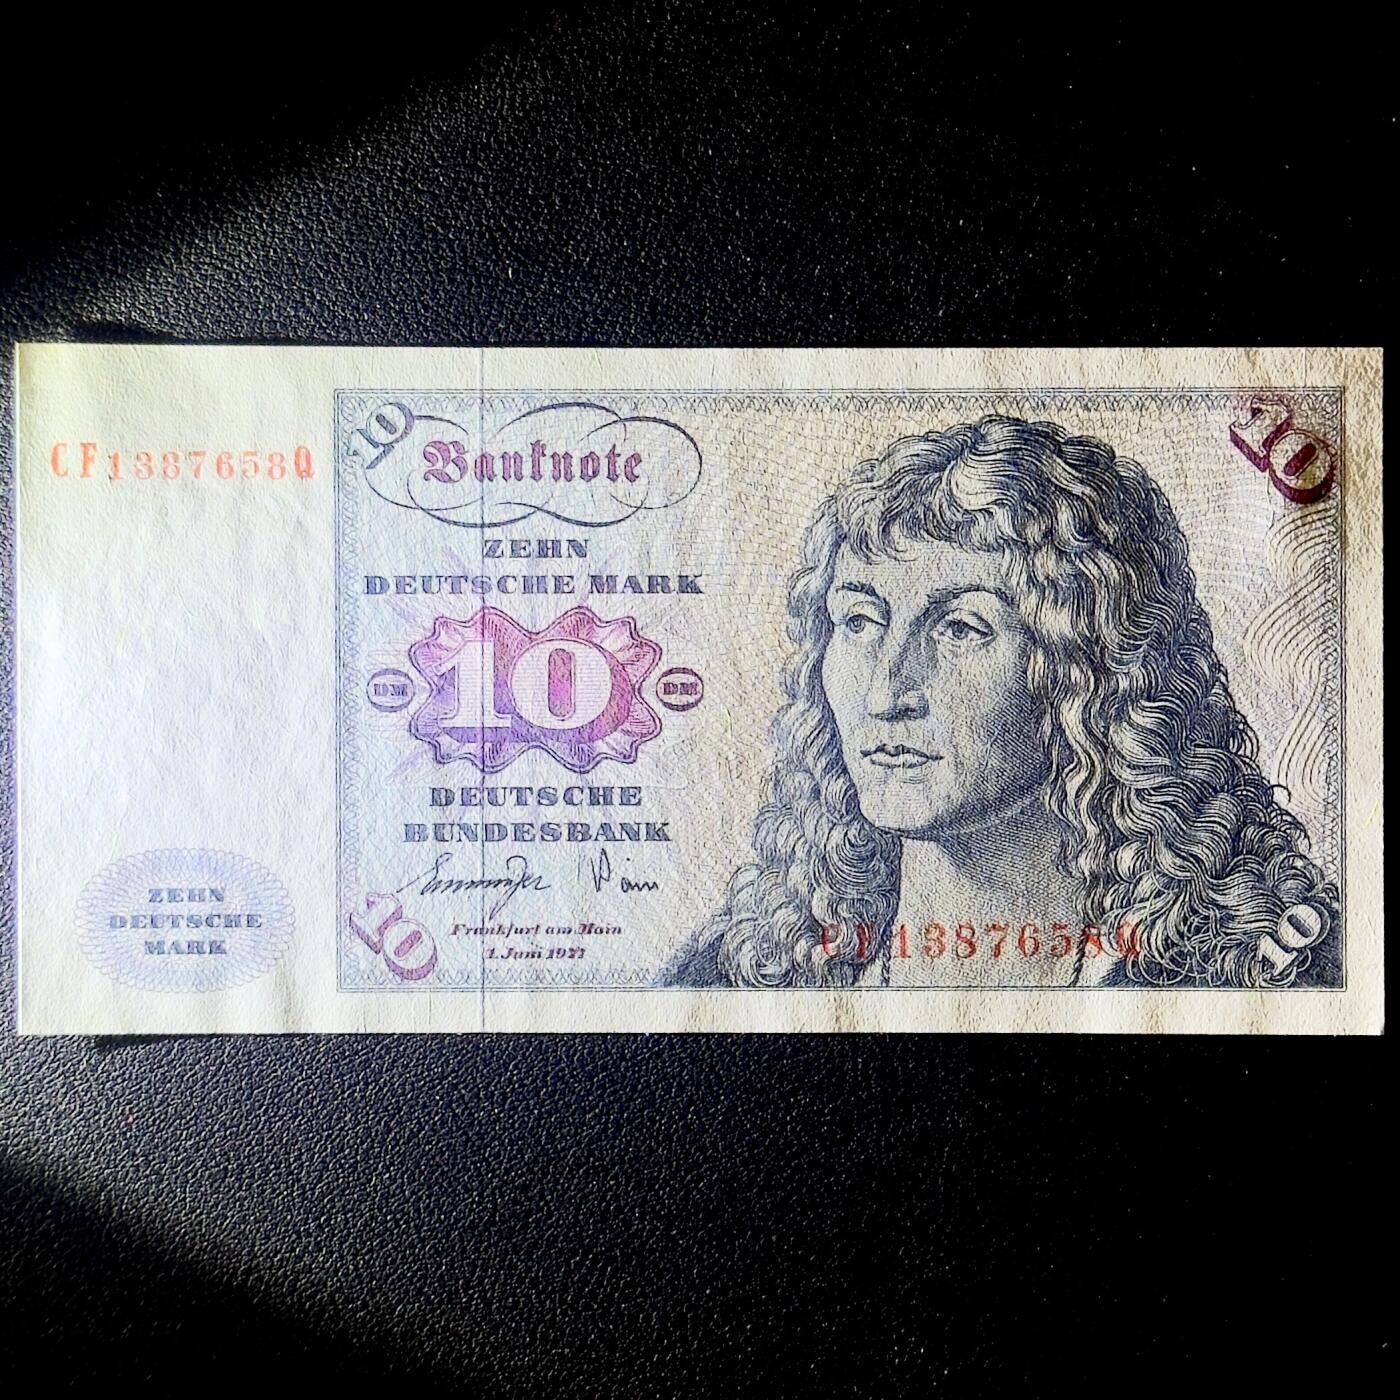 CF1387658Q
10
Banknote
10
ZEHN
DEUTSCHE MARK
DM
10
DM
DEUTSCHE
BUNDESBANK
10
Frankfurt am Main
1. Juni 1977
CF1387658Q
10
ZEHN
DEUTSCHE
MARK